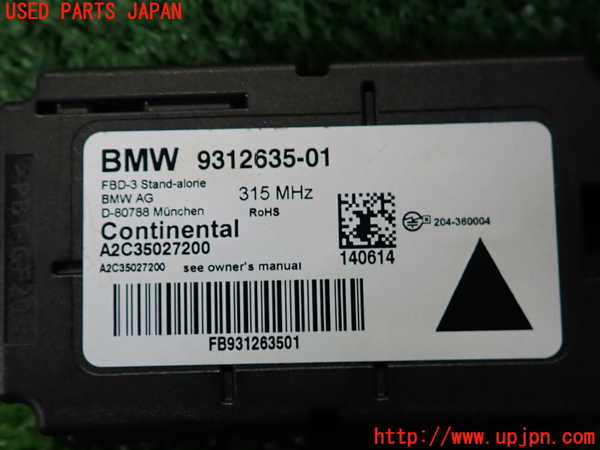 USED PARTS JAPAN
BMW 9312635-01
FBD-3 Stand-alone
BMW AG
D-80788 München
315 MHz
RoHS
Continental
A2C35027200
A2C35027200 see owner's manual
140614
204-360004
FB931263501
http://www.upjpn.com